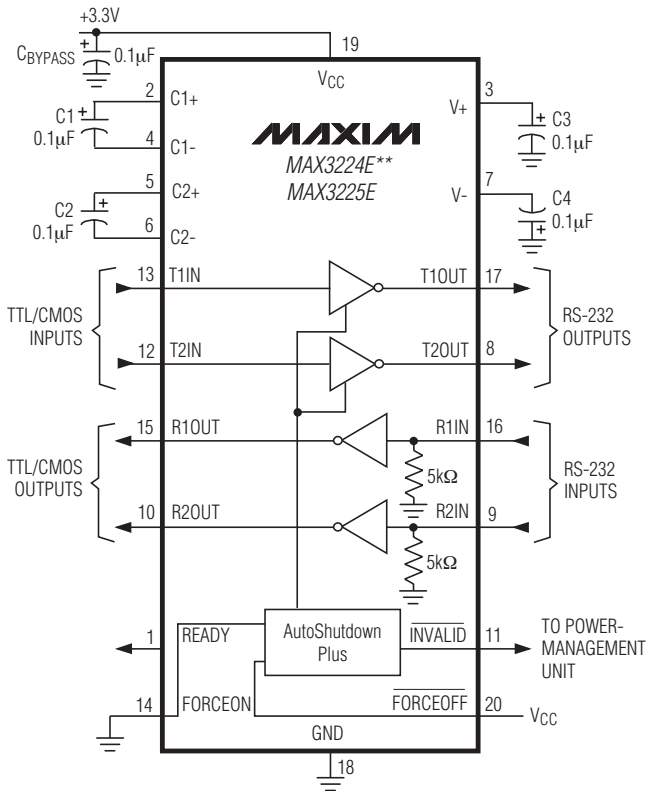 +3.3V
CBYPASS
+
0.1µF
19
VCC
2
C1+
C1
+
0.1µF
4
C1-
5
C2+
C2
+
0.1µF
6
C2-
MAXIM
MAX3224E**
MAX3225E
3
V+
+
C3
0.1µF
7
V-
C4
0.1µF
+
TTL/CMOS
INPUTS
13
T1IN
T1OUT
17
12
T2IN
T2OUT
8
RS-232
OUTPUTS
TTL/CMOS
OUTPUTS
15
R1OUT
R1IN
16
5kΩ
10
R2OUT
R2IN
9
5kΩ
RS-232
INPUTS
1
READY
AutoShutdown
Plus
INVALID
11
TO POWER-
MANAGEMENT
UNIT
14
FORCEON
FORCEOFF
20
VCC
GND
18